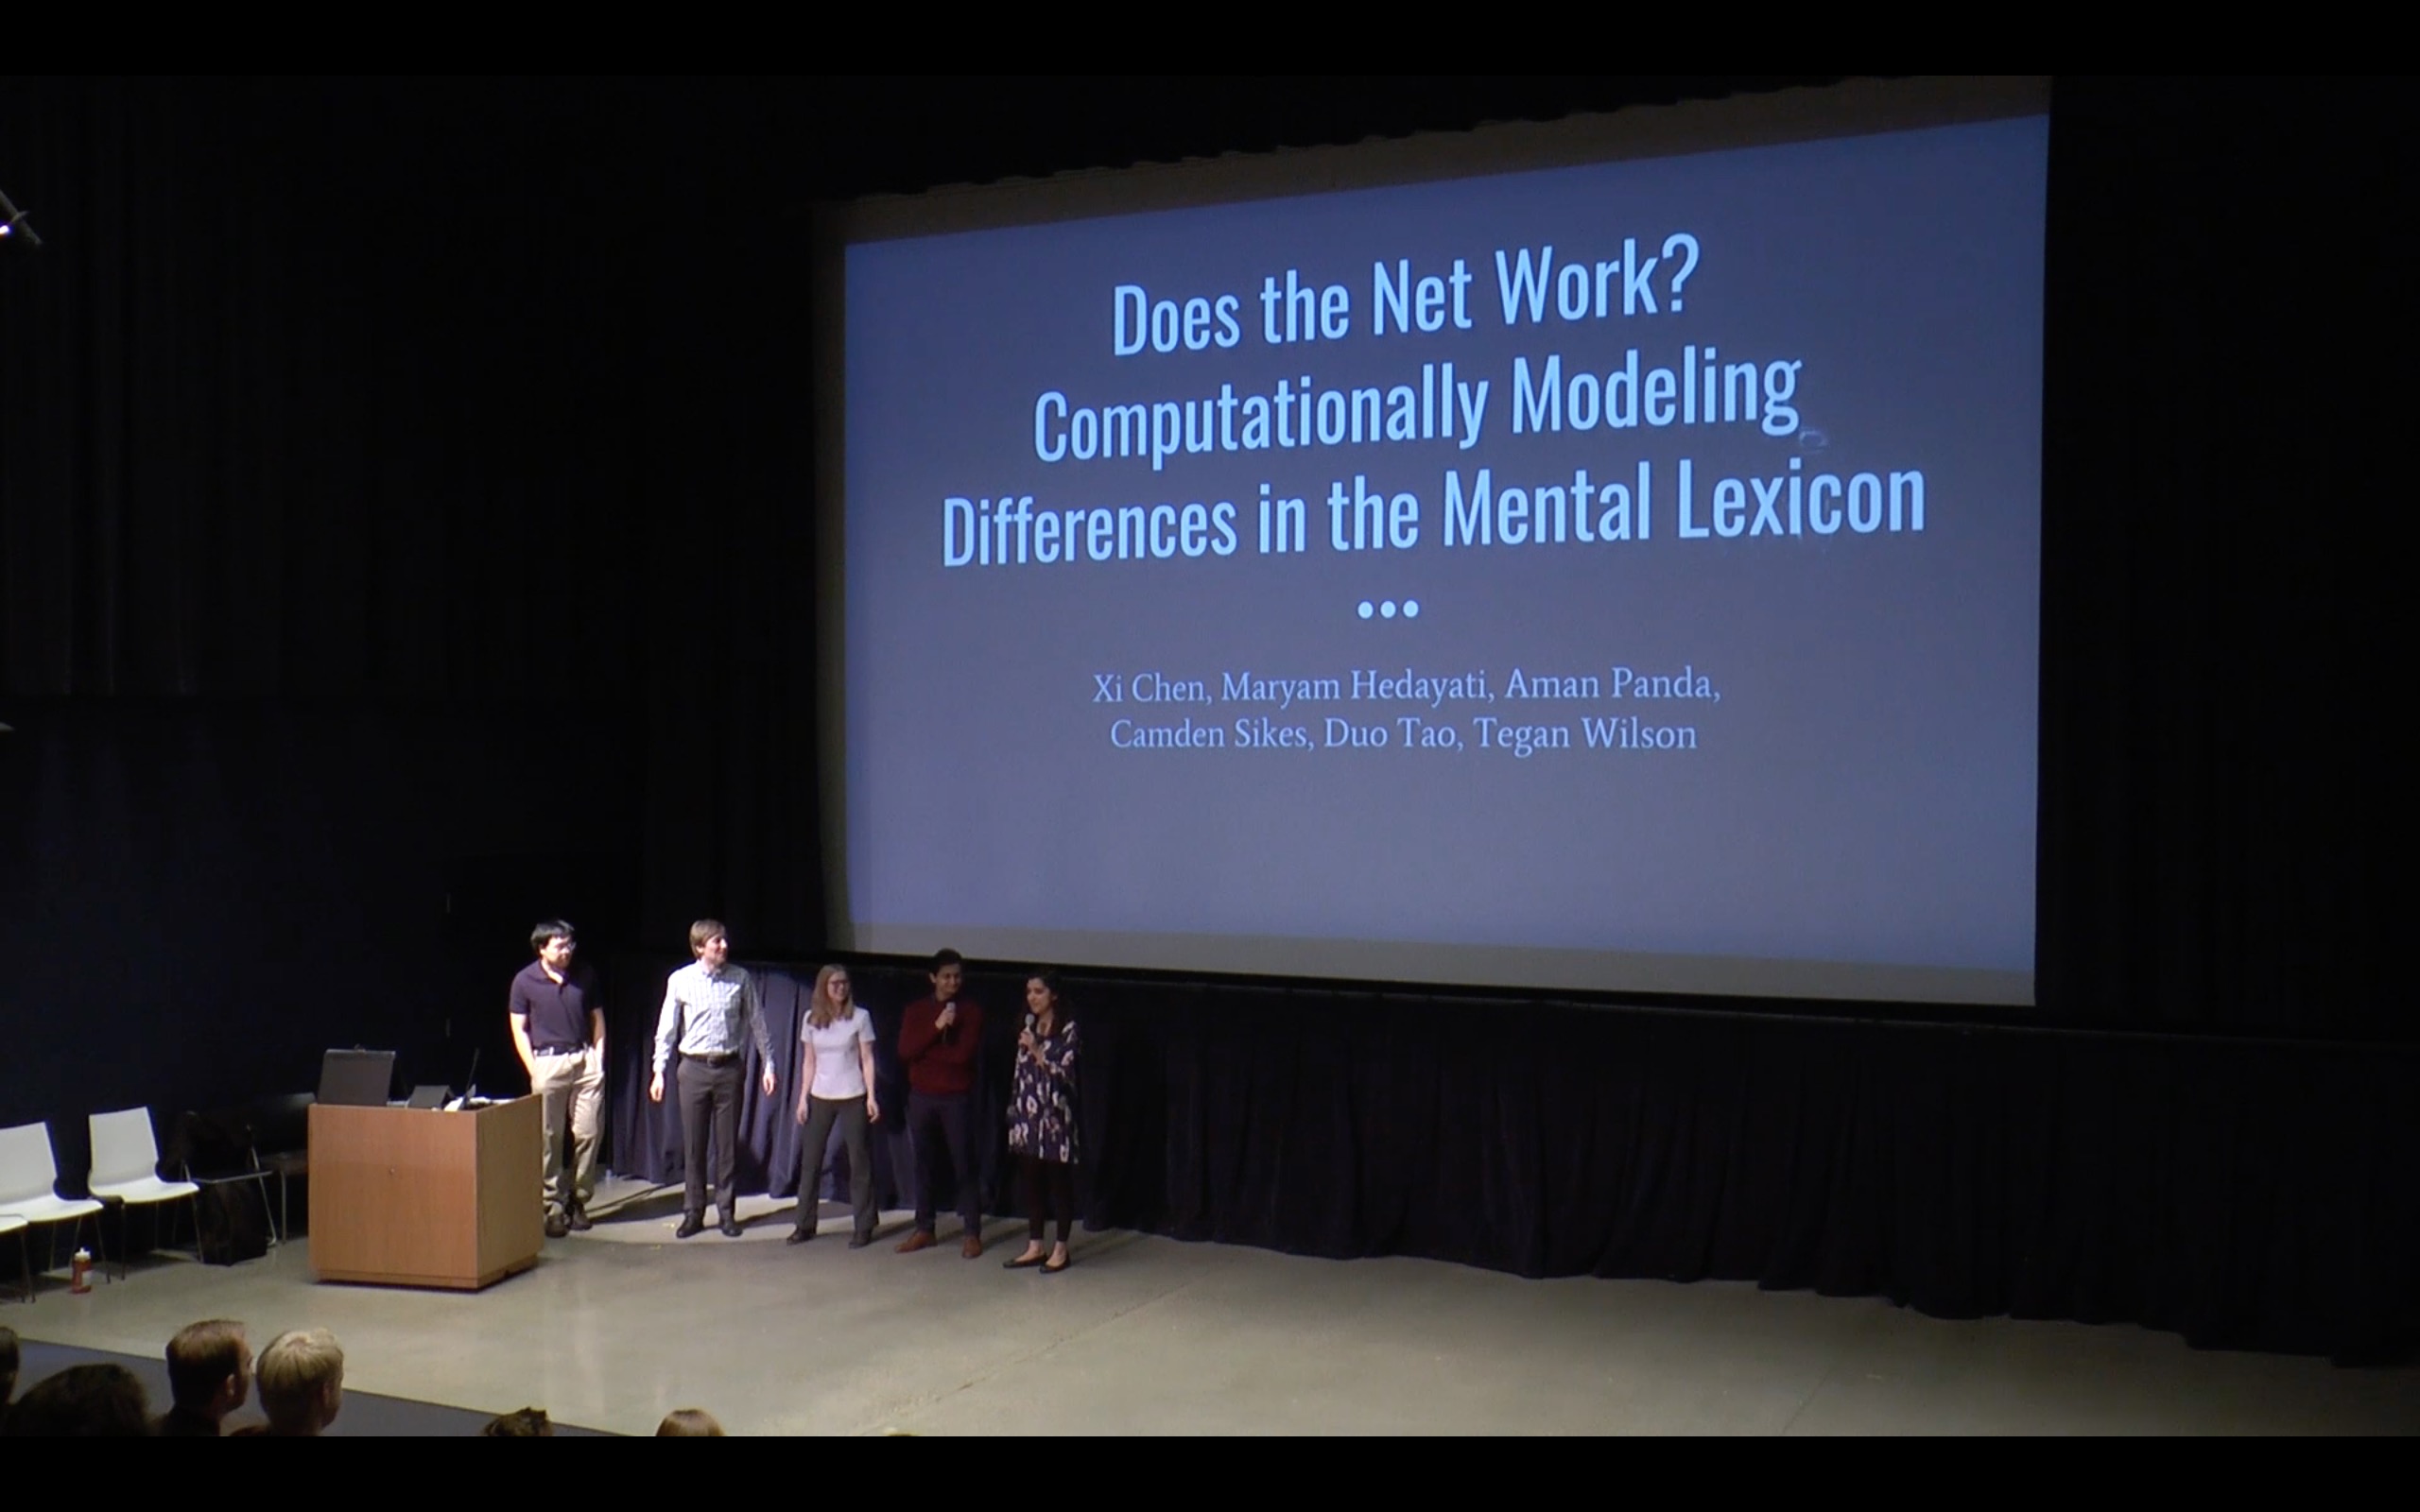 Does the Net Work?
Computationally Modeling
Differences in the Mental Lexicon
Xi Chen, Maryam Hedayati, Aman Panda,
Camden Sikes, Duo Tao, Tegan Wilson